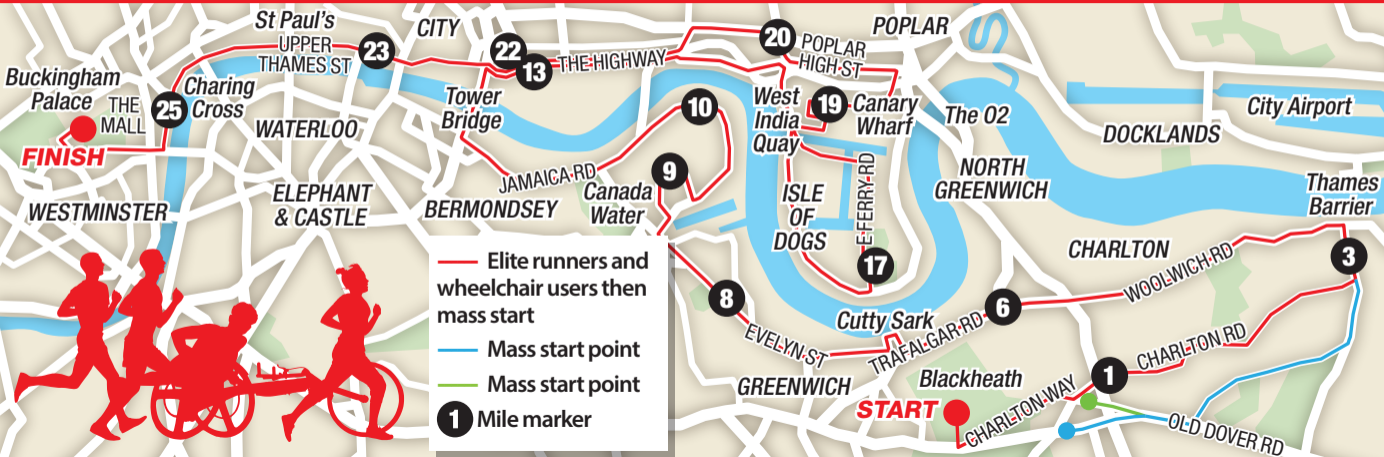 St Paul's
CITY
POPLAR
UPPER
THAMES ST
23
22
13
THE HIGHWAY
20
POPLAR
HIGH ST
Buckingham
Palace
THE
MALL
25
Charing
Cross
FINISH
WATERLOO
Tower
Bridge
10
West
India
Quay
19
Canary
Wharf
The O2
City Airport
DOCKLANDS
WESTMINSTER
ELEPHANT
& CASTLE
JAMAICA RD
BERMONDSEY
9
Canada
Water
ISLE
OF
DOGS
E FERRY RD
17
NORTH
GREENWICH
Thames
Barrier
CHARLTON
WOOLWICH RD
3
8
EVELYN ST
Cutty Sark
TRAFALGAR RD
6
GREENWICH
Blackheath
START
CHARLTON WAY
1
CHARLTON RD
OLD DOVER RD
Elite runners and
wheelchair users then
mass start
Mass start point
Mass start point
1 Mile marker